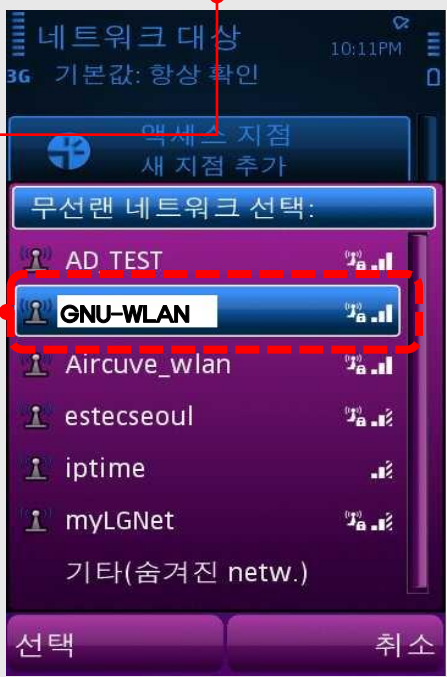 네트워크 대상
10:11PM
3G 기본값: 항상 확인
액세스 지점
새 지점 추가
무선랜 네트워크 선택:
AD TEST
GNU-WLAN
Aircuve_wlan
estecseoul
iptime
myLGNet
기타(숨겨진 netw.)
선택 취소